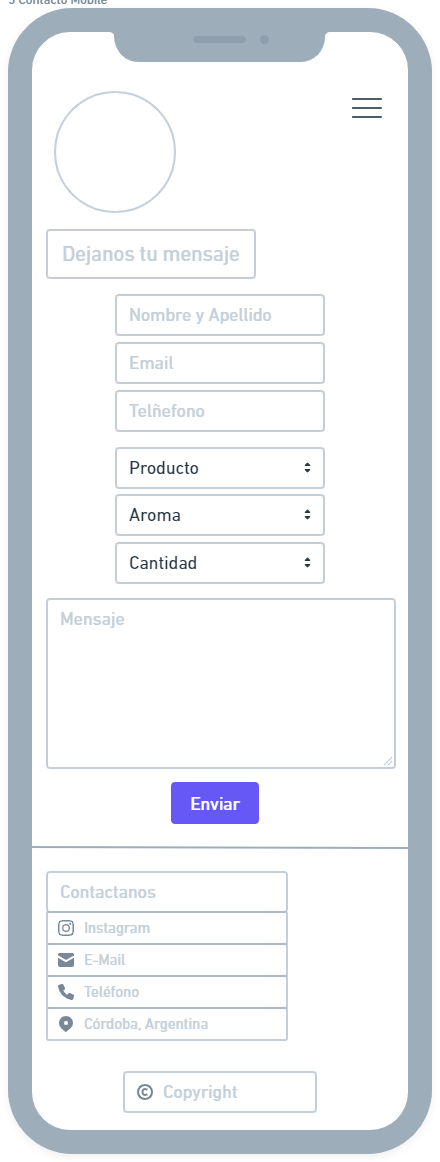 5 Contacto Mobile
Dejanos tu mensaje
Nombre y Apellido
Email
Telñefono
Producto
Aroma
Cantidad
Mensaje
Enviar
Contactanos
Instagram
E-Mail
Teléfono
Córdoba, Argentina
© Copyright